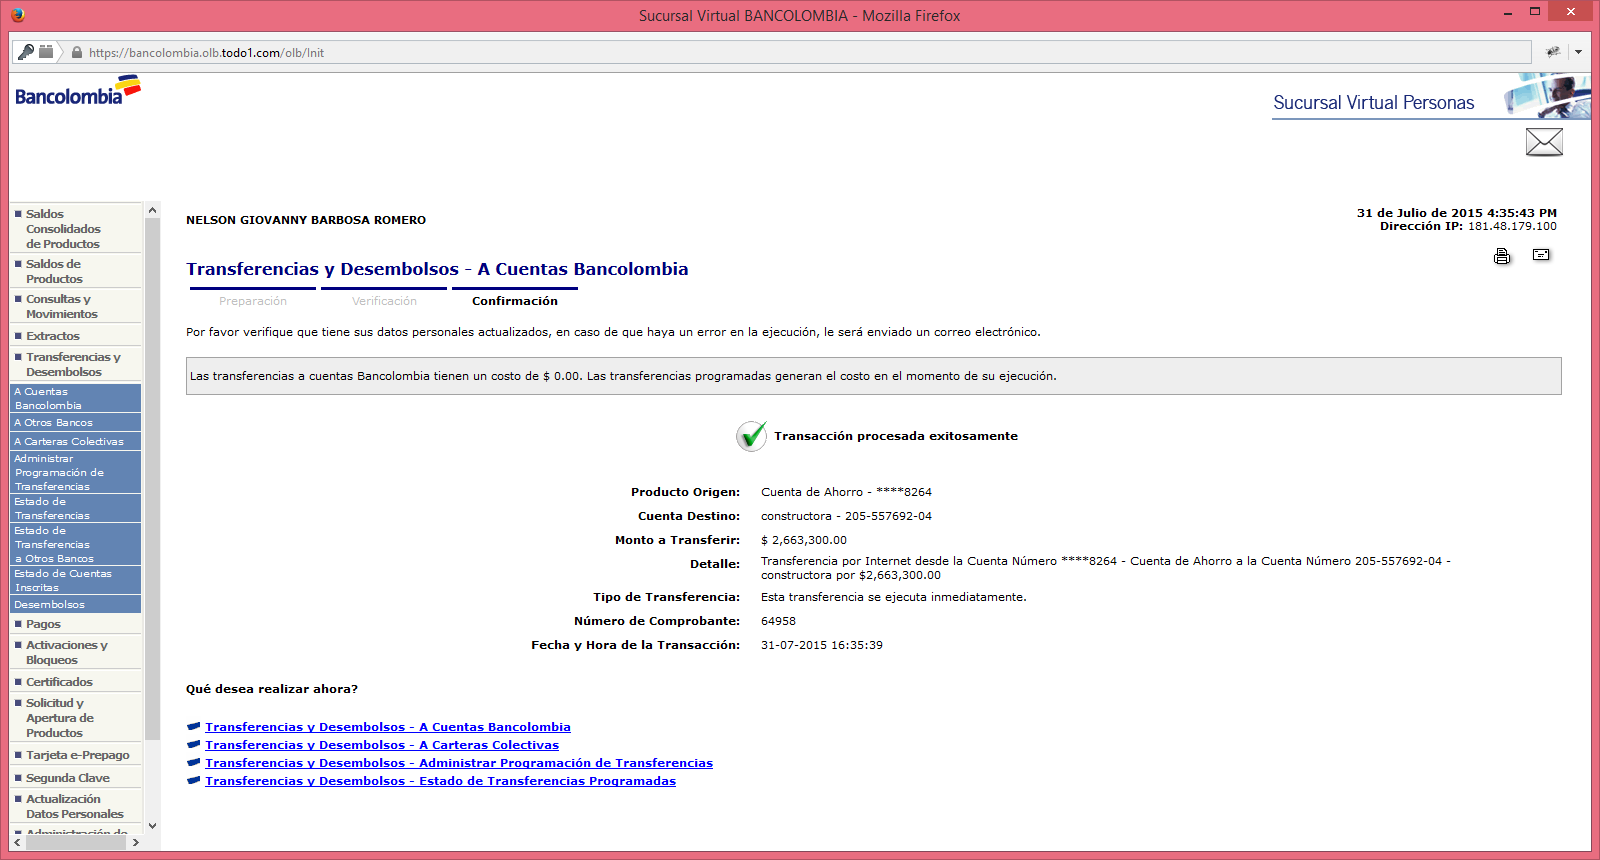 Sucursal Virtual BANCOLOMBIA - Mozilla Firefox
https://bancolombia.olb.todo1.com/olb/Init
Bancolombia
Sucursal Virtual Personas
Saldos
Consolidados
de Productos
Saldos de
Productos
Consultas y
Movimientos
Extractos
Transferencias y
Desembolsos
A Cuentas
Bancolombia
A Otros Bancos
A Carteras Colectivas
Administrar
Programación de
Transferencias
Estado de
Transferencias
Estado de
Transferencias
a Otros Bancos
Estado de Cuentas
Inscritas
Desembolsos
Pagos
Activaciones y
Bloqueos
Certificados
Solicitud y
Apertura de
Productos
Tarjeta e-Prepago
Segunda Clave
Actualización
Datos Personales
Administración de
NELSON GIOVANNY BARBOSA ROMERO
31 de Julio de 2015 4:35:43 PM
Dirección IP: 181.48.179.100
Transferencias y Desembolsos - A Cuentas Bancolombia
Preparación Verificación Confirmación
Por favor verifique que tiene sus datos personales actualizados, en caso de que haya un error en la ejecución, le será enviado un correo electrónico.
Las transferencias a cuentas Bancolombia tienen un costo de $ 0.00. Las transferencias programadas generan el costo en el momento de su ejecución.
Transacción procesada exitosamente
Producto Origen: Cuenta de Ahorro - ****8264
Cuenta Destino: constructora - 205-557692-04
Monto a Transferir: $ 2,663,300.00
Detalle: Transferencia por Internet desde la Cuenta Número ****8264 - Cuenta de Ahorro a la Cuenta Número 205-557692-04 -
constructora por $2,663,300.00
Tipo de Transferencia: Esta transferencia se ejecuta inmediatamente.
Número de Comprobante: 64958
Fecha y Hora de la Transacción: 31-07-2015 16:35:39
Qué desea realizar ahora?
Transferencias y Desembolsos - A Cuentas Bancolombia
Transferencias y Desembolsos - A Carteras Colectivas
Transferencias y Desembolsos - Administrar Programación de Transferencias
Transferencias y Desembolsos - Estado de Transferencias Programadas